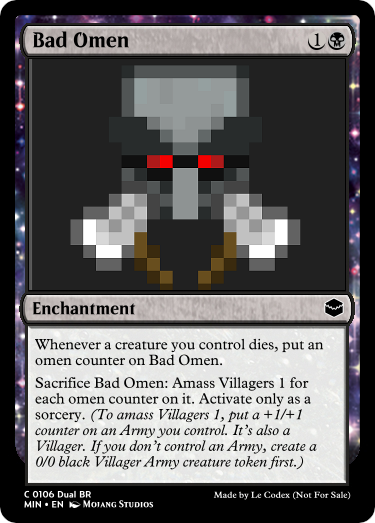 Bad Omen 1
Enchantment
Whenever a creature you control dies, put an
omen counter on Bad Omen.
Sacrifice Bad Omen: Amass Villagers 1 for
each omen counter on it. Activate only as a
sorcery. (To amass Villagers 1, put a +1/+1
counter on an Army you control. It's also a
Villager. If you don't control an Army, create a
0/0 black Villager Army creature token first.)
C 0106 Dual BR
MIN • EN Mojang Studios
Made by Le Codex (Not For Sale)